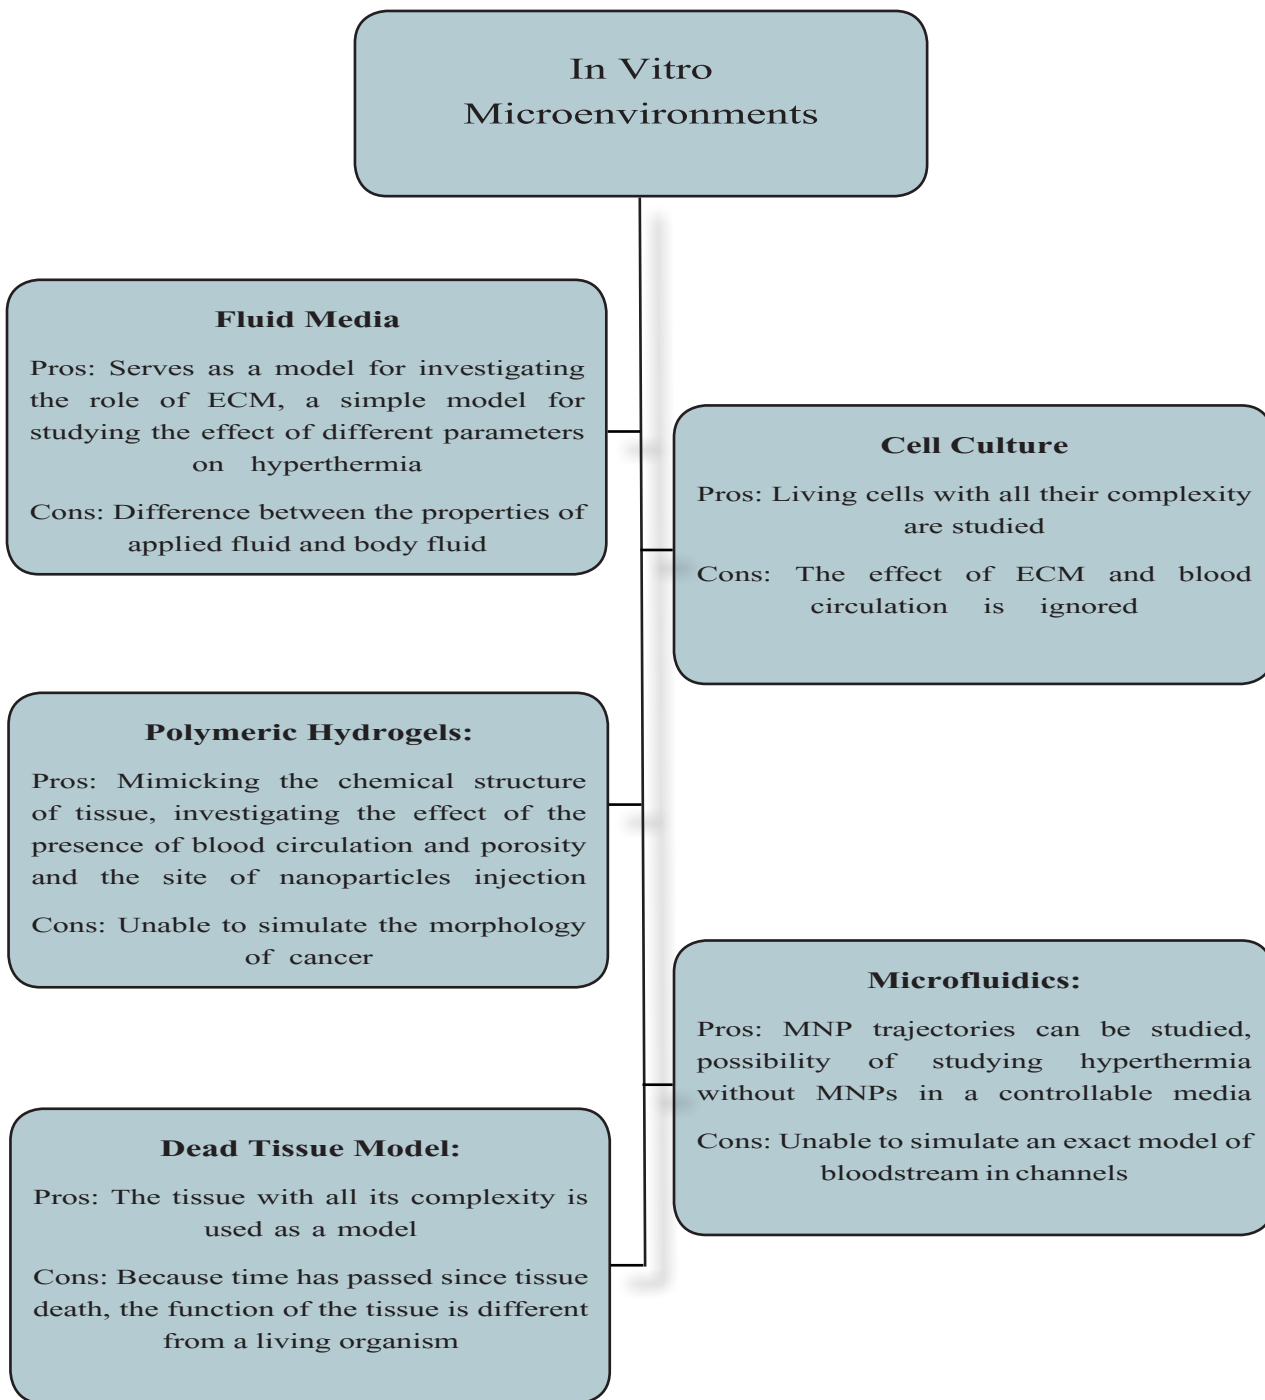 In Vitro
Microenvironments
Fluid Media
Pros: Serves as a model for investigating
the role of ECM, a simple model for
studying the effect of different parameters
on hyperthermia
Cons: Difference between the properties of
applied fluid and body fluid
Cell Culture
Pros: Living cells with all their complexity
are studied
Cons: The effect of ECM and blood
circulation is ignored
Polymeric Hydrogels:
Pros: Mimicking the chemical structure
of tissue, investigating the effect of the
presence of blood circulation and porosity
and the site of nanoparticles injection
Cons: Unable to simulate the morphology
of cancer
Microfluidics:
Pros: MNP trajectories can be studied,
possibility of studying hyperthermia
without MNPs in a controllable media
Cons: Unable to simulate an exact model of
bloodstream in channels
Dead Tissue Model:
Pros: The tissue with all its complexity is
used as a model
Cons: Because time has passed since tissue
death, the function of the tissue is different
from a living organism